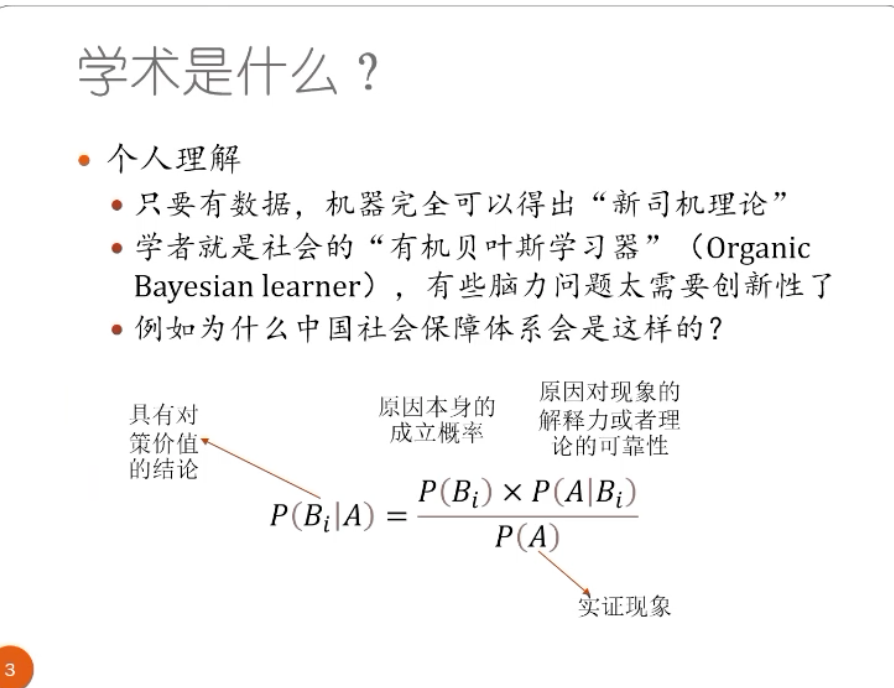 学术是什么？
个人理解
只要有数据，机器完全可以得出“新司机理论”
学者就是社会的“有机贝叶斯学习器”（Organic
Bayesian learner），有些脑力问题太需要创新性了
例如为什么中国社会保障体系会是这样的？
具有对
策价值
的结论
原因本身的
成立概率
原因对现象的
解释力或者理
论的可靠性
P(B_i|A) = \frac{P(B_i) × P(A|B_i)}{P(A)}
实证现象
3